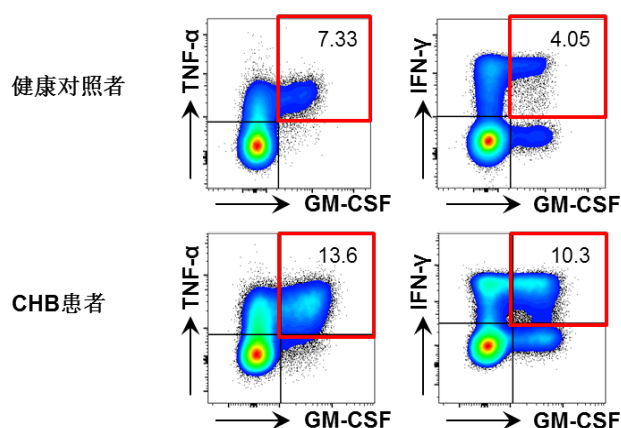 TNF-α
7.33
IFN-γ
4.05
健康对照者
GM-CSF
GM-CSF
TNF-α
13.6
IFN-γ
10.3
CHB患者
GM-CSF
GM-CSF